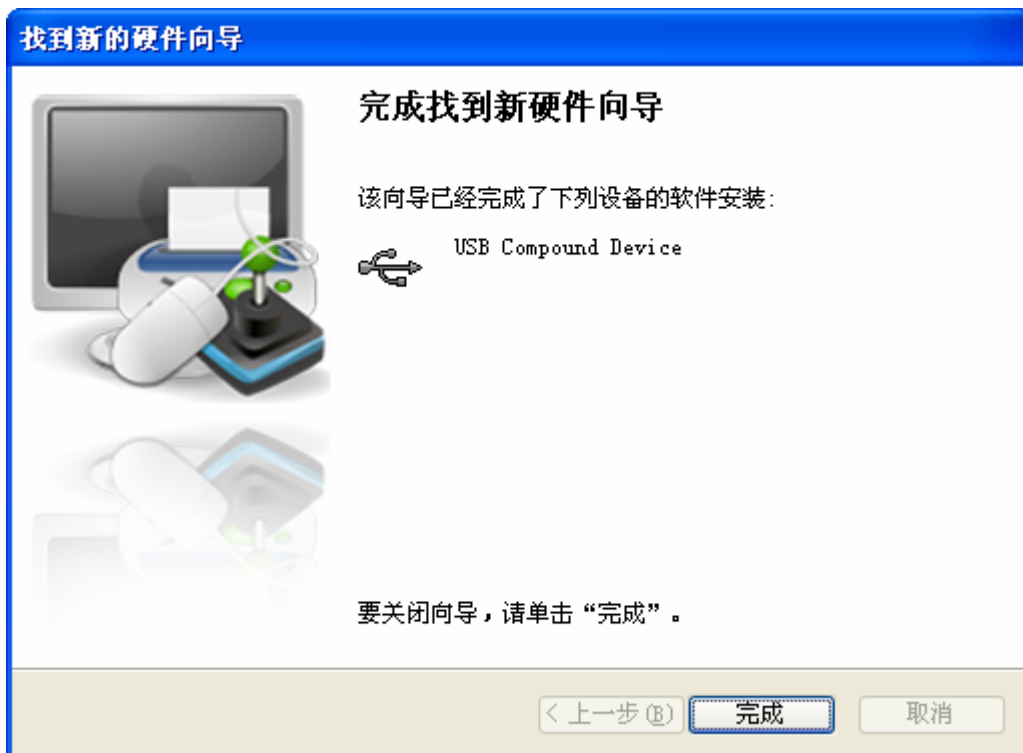 找到新的硬件向导
完成找到新硬件向导
该向导已经完成了下列设备的软件安装:
USB Compound Device
要关闭向导,请单击“完成”。
< 上一步(B)
完成
取消